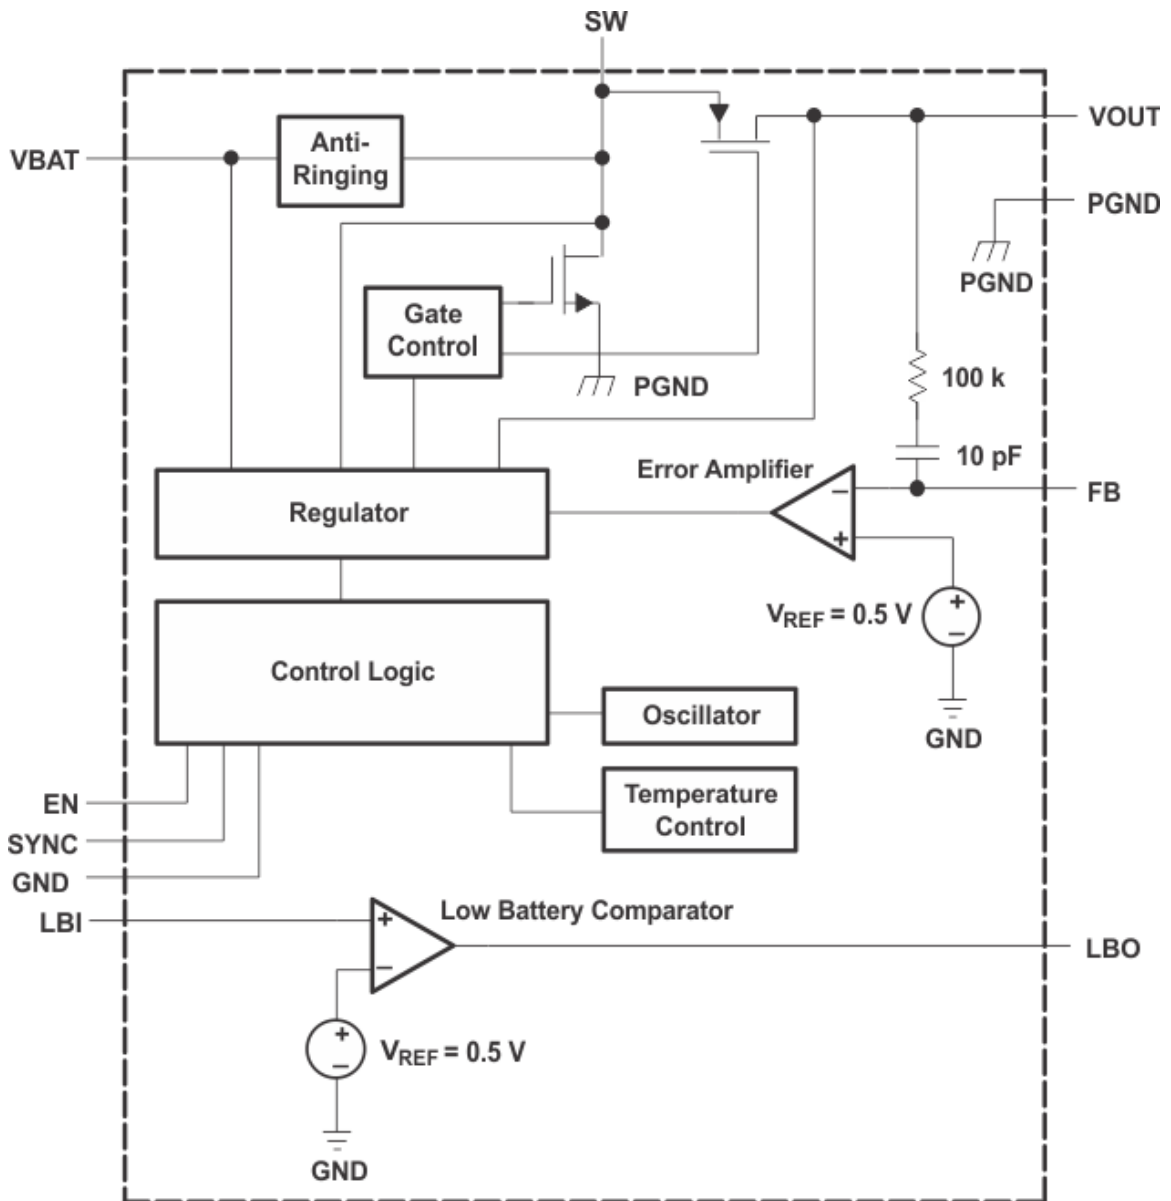 SW
VOUT
Anti-
Ringing
VBAT
PGND
PGND
Gate
Control
PGND
100 k
10 pF
Error Amplifier
−
FB
Regulator
+
VREF = 0.5 V
+
−
Control Logic
Oscillator
GND
EN
Temperature
Control
SYNC
GND
LBI
+
Low Battery Comparator
−
LBO
+
−
VREF = 0.5 V
GND